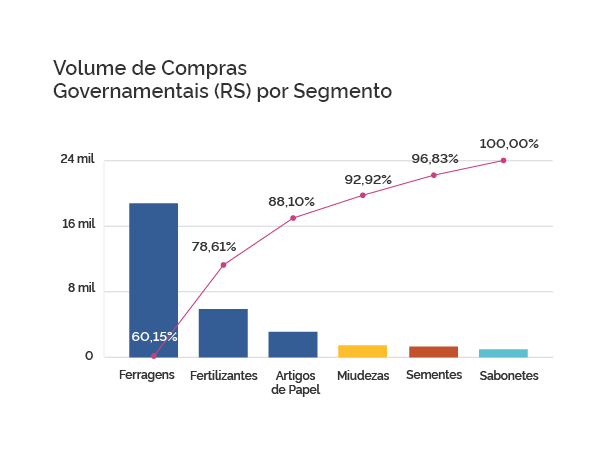 Volume de Compras
Governamentais (RS) por Segmento
100,00%
96,83%
92,92%
88,10%
78,61%
60,15%
24 mil
16 mil
8 mil
0
Ferragens
Fertilizantes
Artigos
de Papel
Miudezas
Sementes
Sabonetes